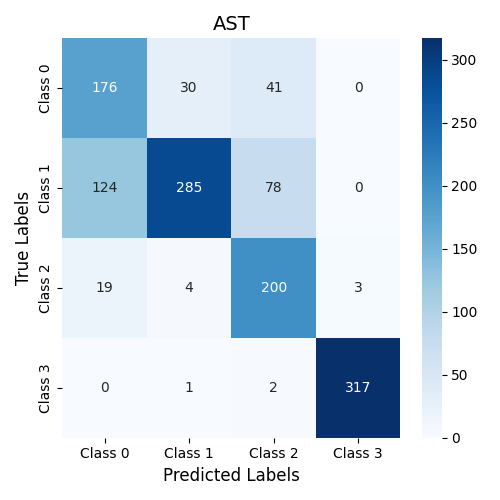 AST
Class 0 176 30 41 0
Class 1 124 285 78 0
Class 2 19 4 200 3
Class 3 0 1 2 317
Class 0 Class 1 Class 2 Class 3
True Labels
Predicted Labels
300
250
200
150
100
50
0